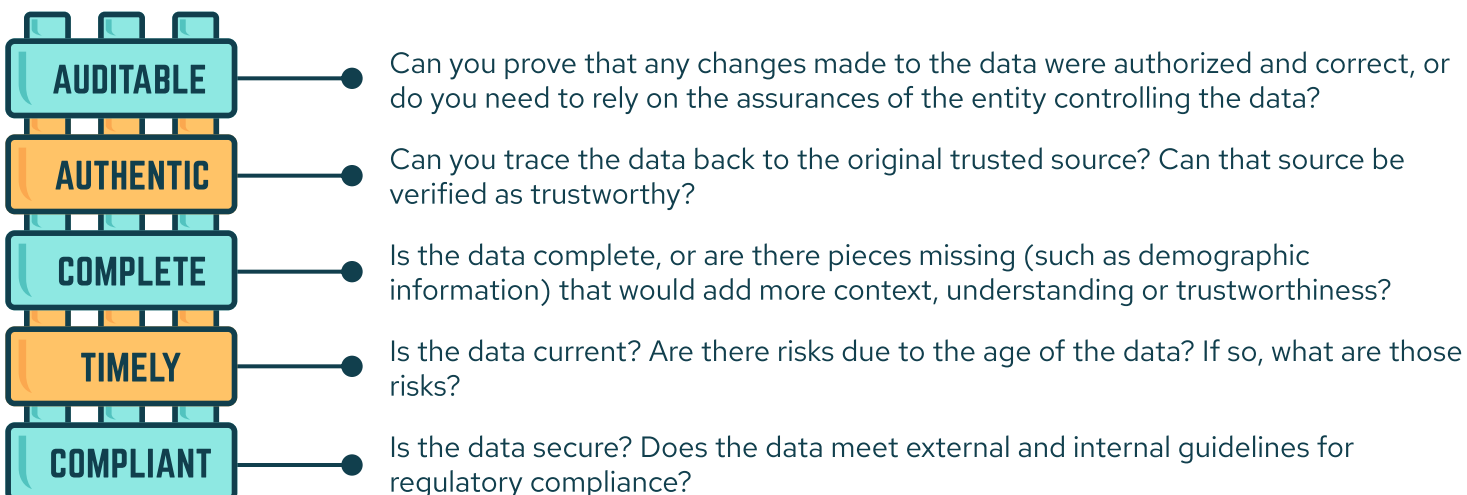 AUDITABLE
Can you prove that any changes made to the data were authorized and correct, or
do you need to rely on the assurances of the entity controlling the data?
AUTHENTIC
Can you trace the data back to the original trusted source? Can that source be
verified as trustworthy?
COMPLETE
Is the data complete, or are there pieces missing (such as demographic
information) that would add more context, understanding or trustworthiness?
TIMELY
Is the data current? Are there risks due to the age of the data? If so, what are those
risks?
COMPLIANT
Is the data secure? Does the data meet external and internal guidelines for
regulatory compliance?